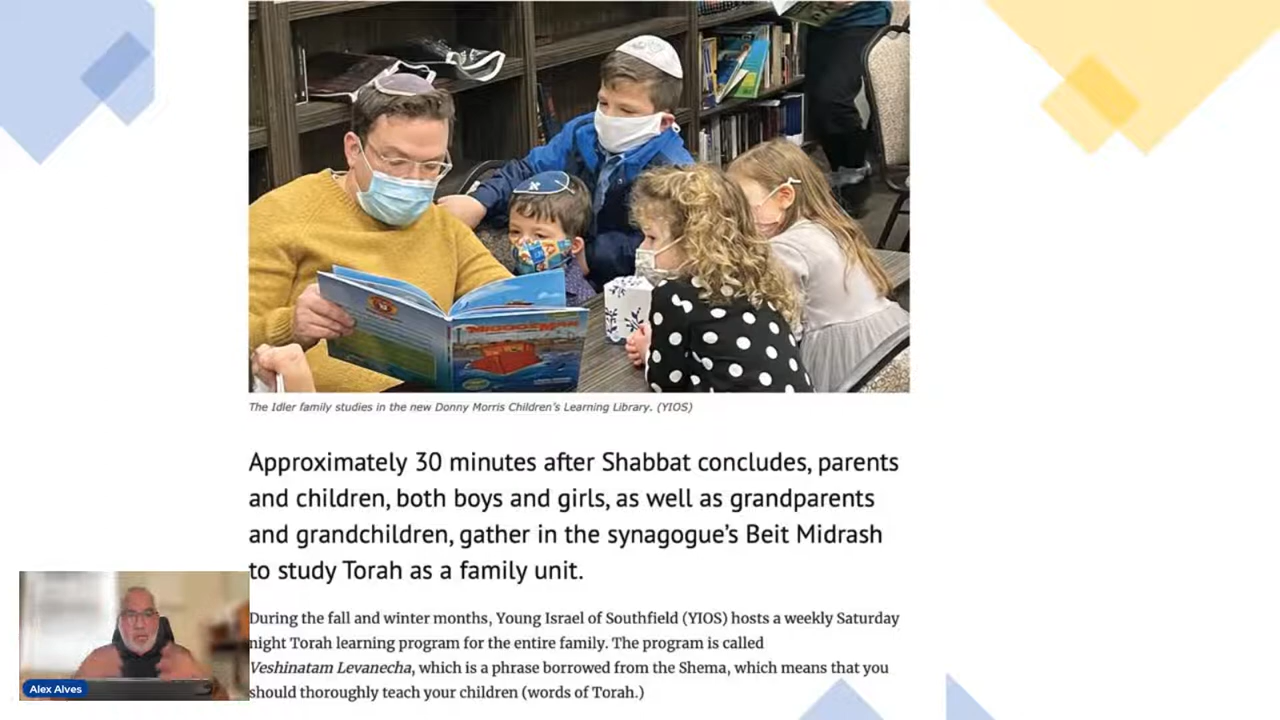 MITZVOSMAN
The Idler family studies in the new Donny Morris Children's Learning Library. (YIOS)
Approximately 30 minutes after Shabbat concludes, parents
and children, both boys and girls, as well as grandparents
and grandchildren, gather in the synagogue's Beit Midrash
to study Torah as a family unit.
During the fall and winter months, Young Israel of Southfield (YIOS) hosts a weekly Saturday
night Torah learning program for the entire family. The program is called
Veshinatam Levanecha, which is a phrase borrowed from the Shema, which means that you
should thoroughly teach your children (words of Torah.)
Alex Alves